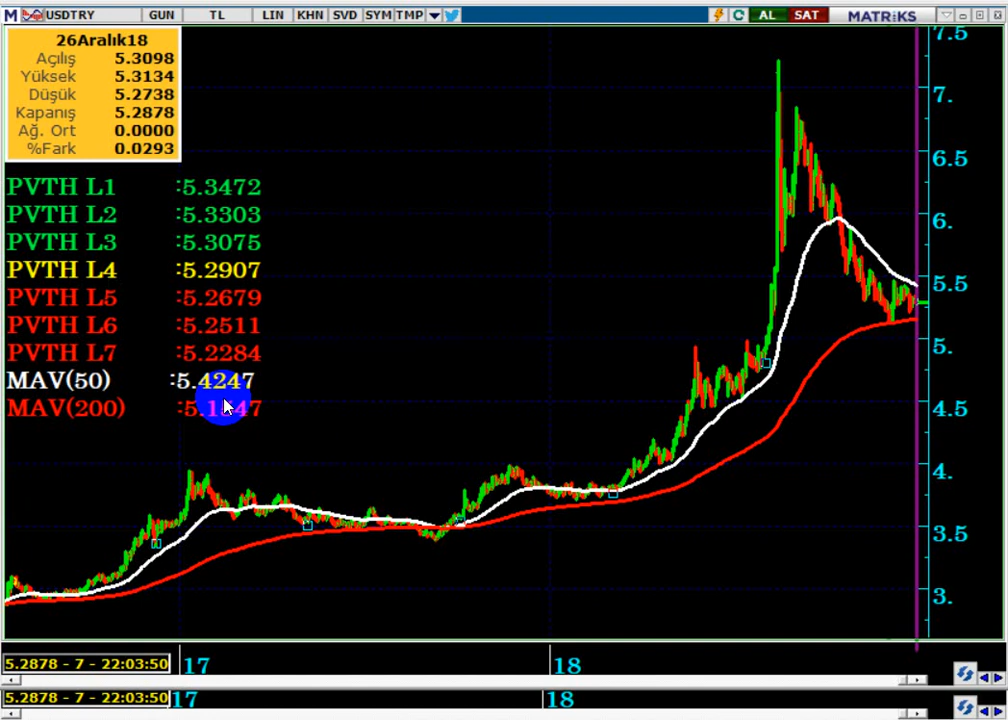 M USDTRY GUN TL LIN KHN SVD SYM TMP AL SAT MATRiKS
26Aralık18
Açılış 5.3098
Yüksek 5.3134
Düşük 5.2738
Kapanış 5.2878
Ağ. Ort 0.0000
%Fark 0.0293
PVTH L1 :5.3472
PVTH L2 :5.3303
PVTH L3 :5.3075
PVTH L4 :5.2907
PVTH L5 :5.2679
PVTH L6 :5.2511
PVTH L7 :5.2284
MAV(50) :5.4247
MAV(200)
7.5
7.
6.5
6.
5.5
5.
4.5
4.
3.5
3.
5.2878 - 7 - 22:03:50 17 18
5.2878 - 7 - 22:03:50 17 18